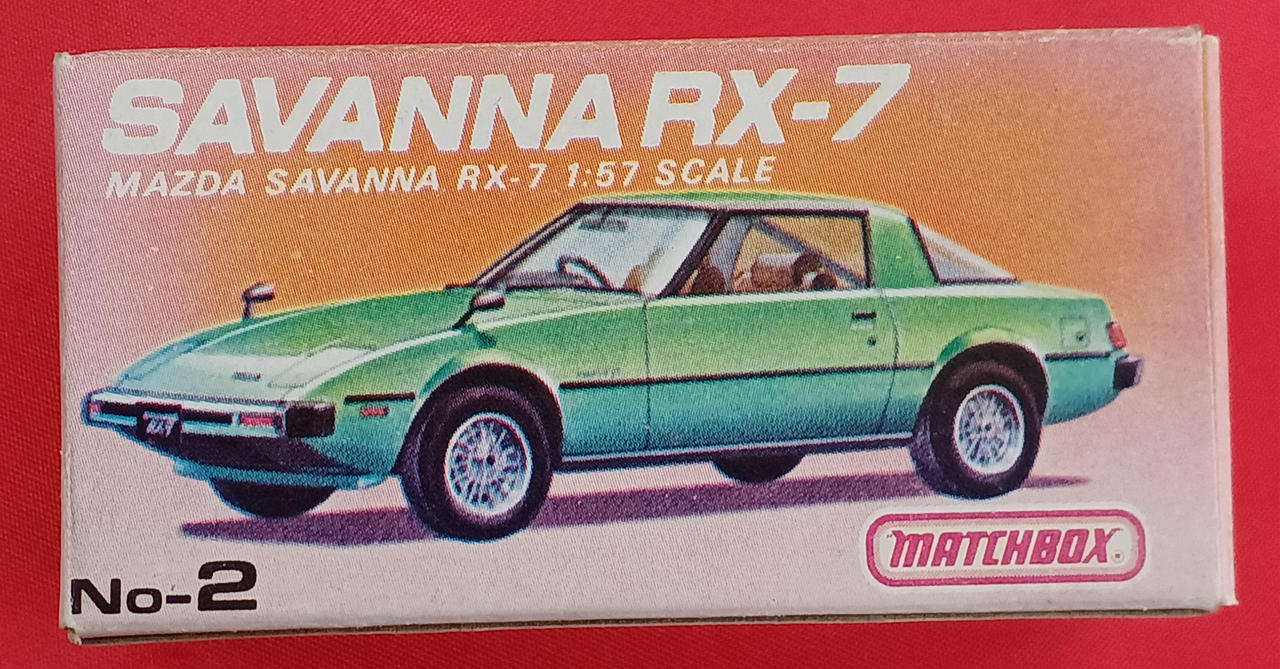 SAVANNA RX-7
MAZDA SAVANNA RX-7 1:57 SCALE
"MATCHBOX"
No-2